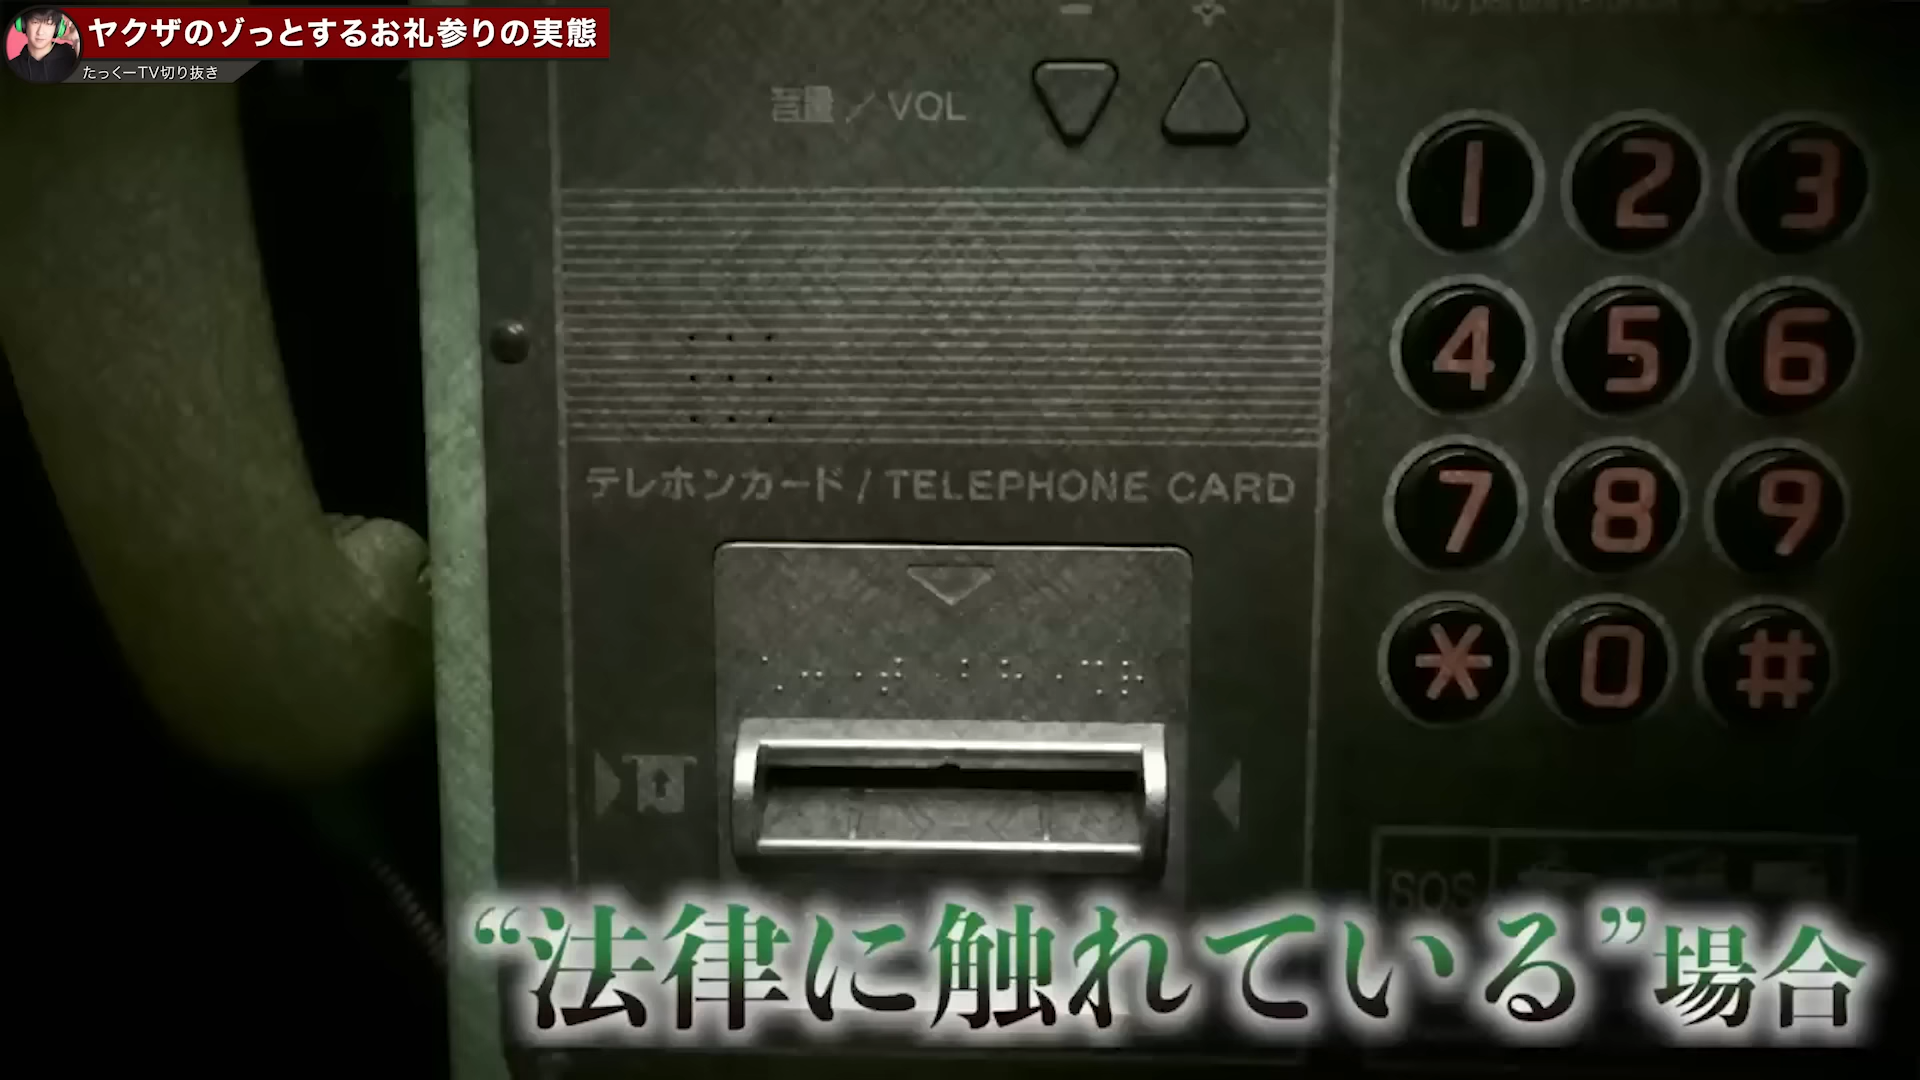 ヤクザのゾっとするお礼参りの実態
たっくーTV切り抜き
音量/VOL
1 2 3
4 5 6
テレホンカード/TELEPHONE CARD
7 8 9
* 0 #
SOS
“法律に触れている”場合